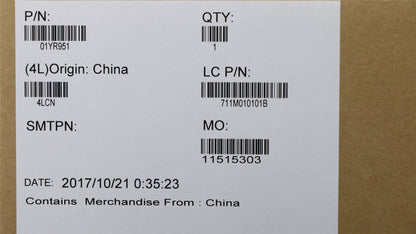 P/N: QTY:
01YR951 1
(4L)Origin: China LC P/N:
4LCN 711M010101B
SMTPN: MO:
11515303
DATE: 2017/10/21 0:35:23
Contains Merchandise From : China